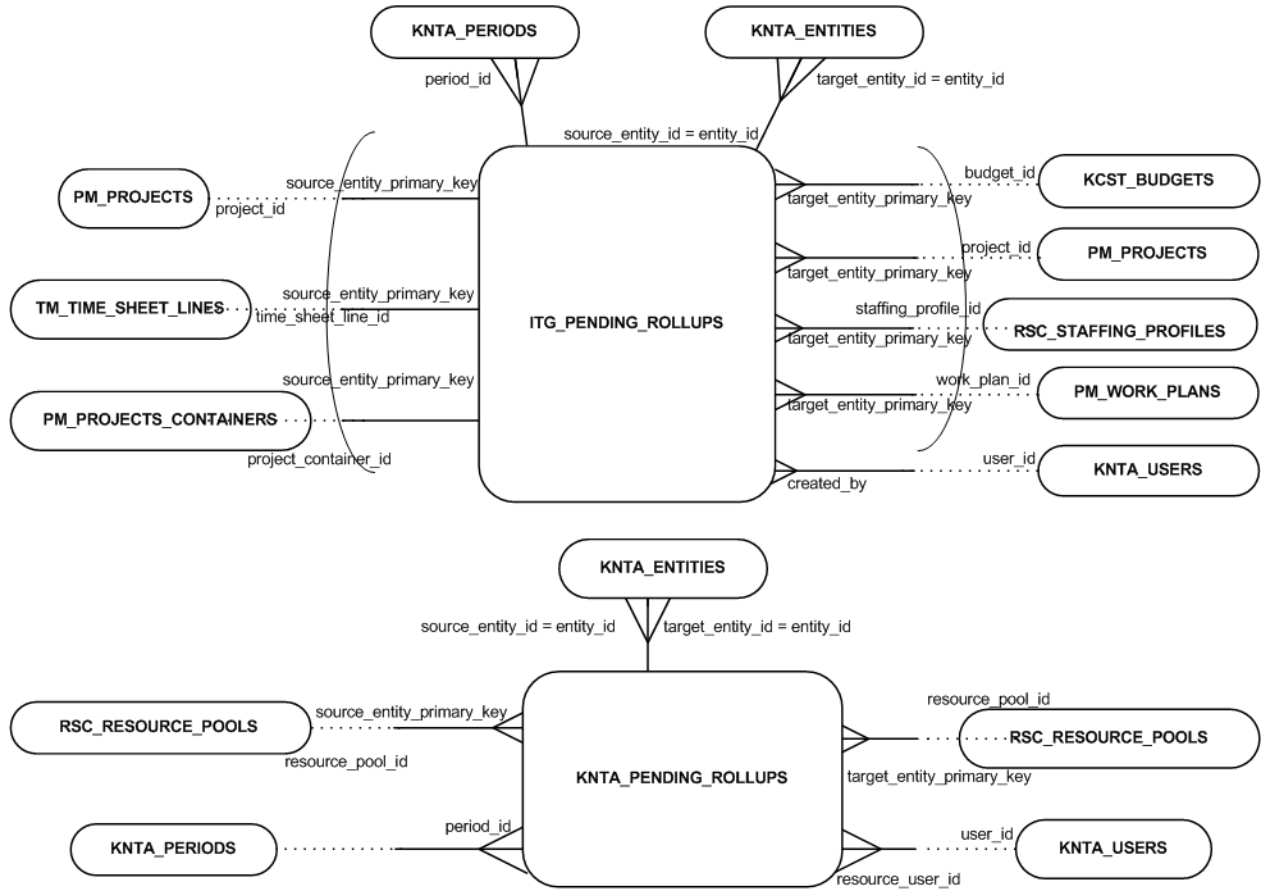 KNTA_PERIODS
KNTA_ENTITIES
period_id
target_entity_id = entity_id
source_entity_id = entity_id
PM_PROJECTS
source_entity_primary_key
project_id
TM_TIME_SHEET_LINES
source_entity_primary_key
time_sheet_line_id
source_entity_primary_key
PM_PROJECTS_CONTAINERS
project_container_id
ITG_PENDING_ROLLUPS
budget_id
KCST_BUDGETS
target_entity_primary_key
project_id
PM_PROJECTS
target_entity_primary_key
staffing_profile_id
RSC_STAFFING_PROFILES
target_entity_primary_key
work_plan_id
PM_WORK_PLANS
target_entity_primary_key
user_id
KNTA_USERS
created_by
KNTA_ENTITIES
source_entity_id = entity_id
target_entity_id = entity_id
RSC_RESOURCE_POOLS
source_entity_primary_key
resource_pool_id
KNTA_PERIODS
period_id
KNTA_PENDING_ROLLUPS
resource_pool_id
RSC_RESOURCE_POOLS
target_entity_primary_key
user_id
KNTA_USERS
resource_user_id